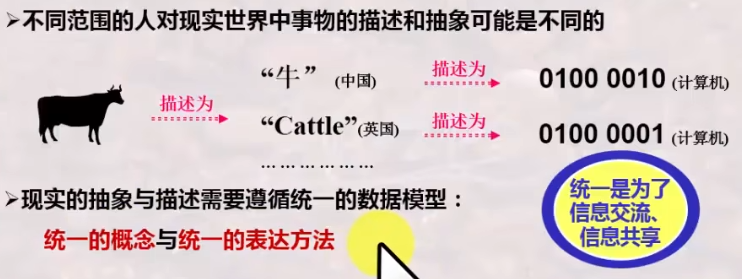 ➢不同范围的人对现实世界中事物的描述和抽象可能是不同的
描述为
“牛” (中国)
描述为
0100 0010 (计算机)
“Cattle”(英国)
描述为
0100 0001 (计算机)
………………
➢现实的抽象与描述需要遵循统一的数据模型：
统一的概念与统一的表达方法
统一是为了
信息交流、
信息共享